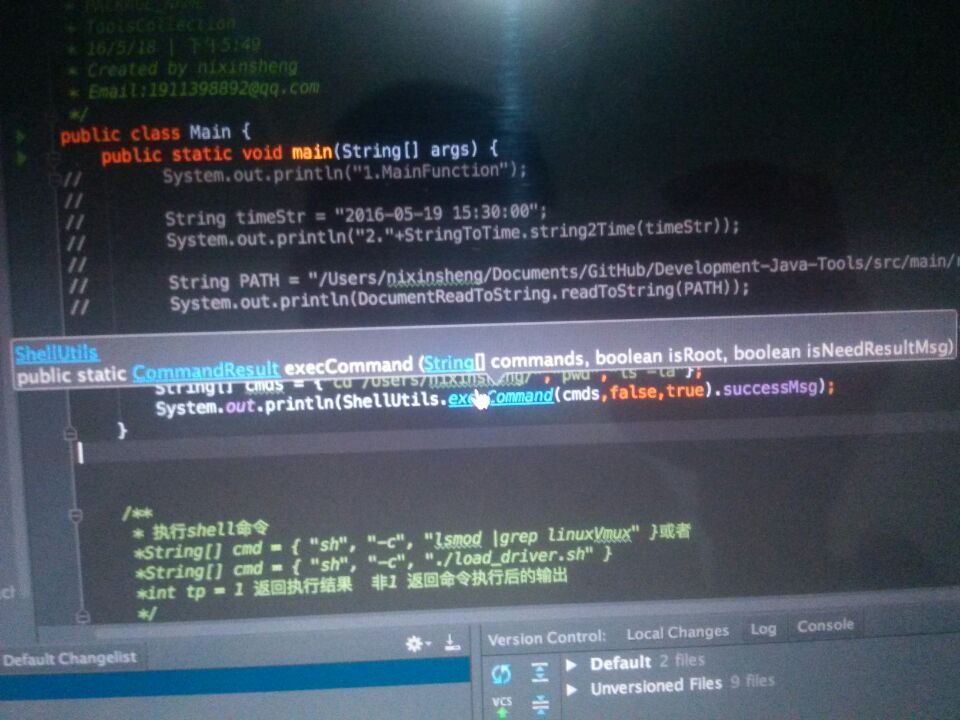 * PACKAGE_NAME
* ToolsCollection
* 16/5/18 | 下午5:49
* Created by nixinsheng
* Email:1911398892@qq.com
*/
public class Main {
public static void main(String[] args) {
// System.out.println("1.MainFunction");
//
// String timeStr = "2016-05-19 15:30:00";
// System.out.println("2."+StringToTime.string2Time(timeStr));
//
// String PATH = "/Users/nixinsheng/Documents/GitHub/Development-Java-Tools/src/main/
// System.out.println(DocumentReadToString.readToString(PATH));
ShellUtils
public static CommandResult execCommand (String[] commands, boolean isRoot, boolean isNeedResultMsg)
String[] cmds = { "cd /Users/nixinsheng/", "pwd", "ls -la"};
System.out.println(ShellUtils.execCommand(cmds,false,true).successMsg);
}
/**
* 执行shell命令
*String[] cmd = { "sh", "-c", "lsmod |grep linuxVmux" }或者
*String[] cmd = { "sh", "-c", "./load_driver.sh" }
*int tp = 1 返回执行结果 非1 返回命令执行后的输出
*/
Default Changelist
Version Control: Local Changes Log Console
Default 2 files
VCS
Unversioned Files 9 files